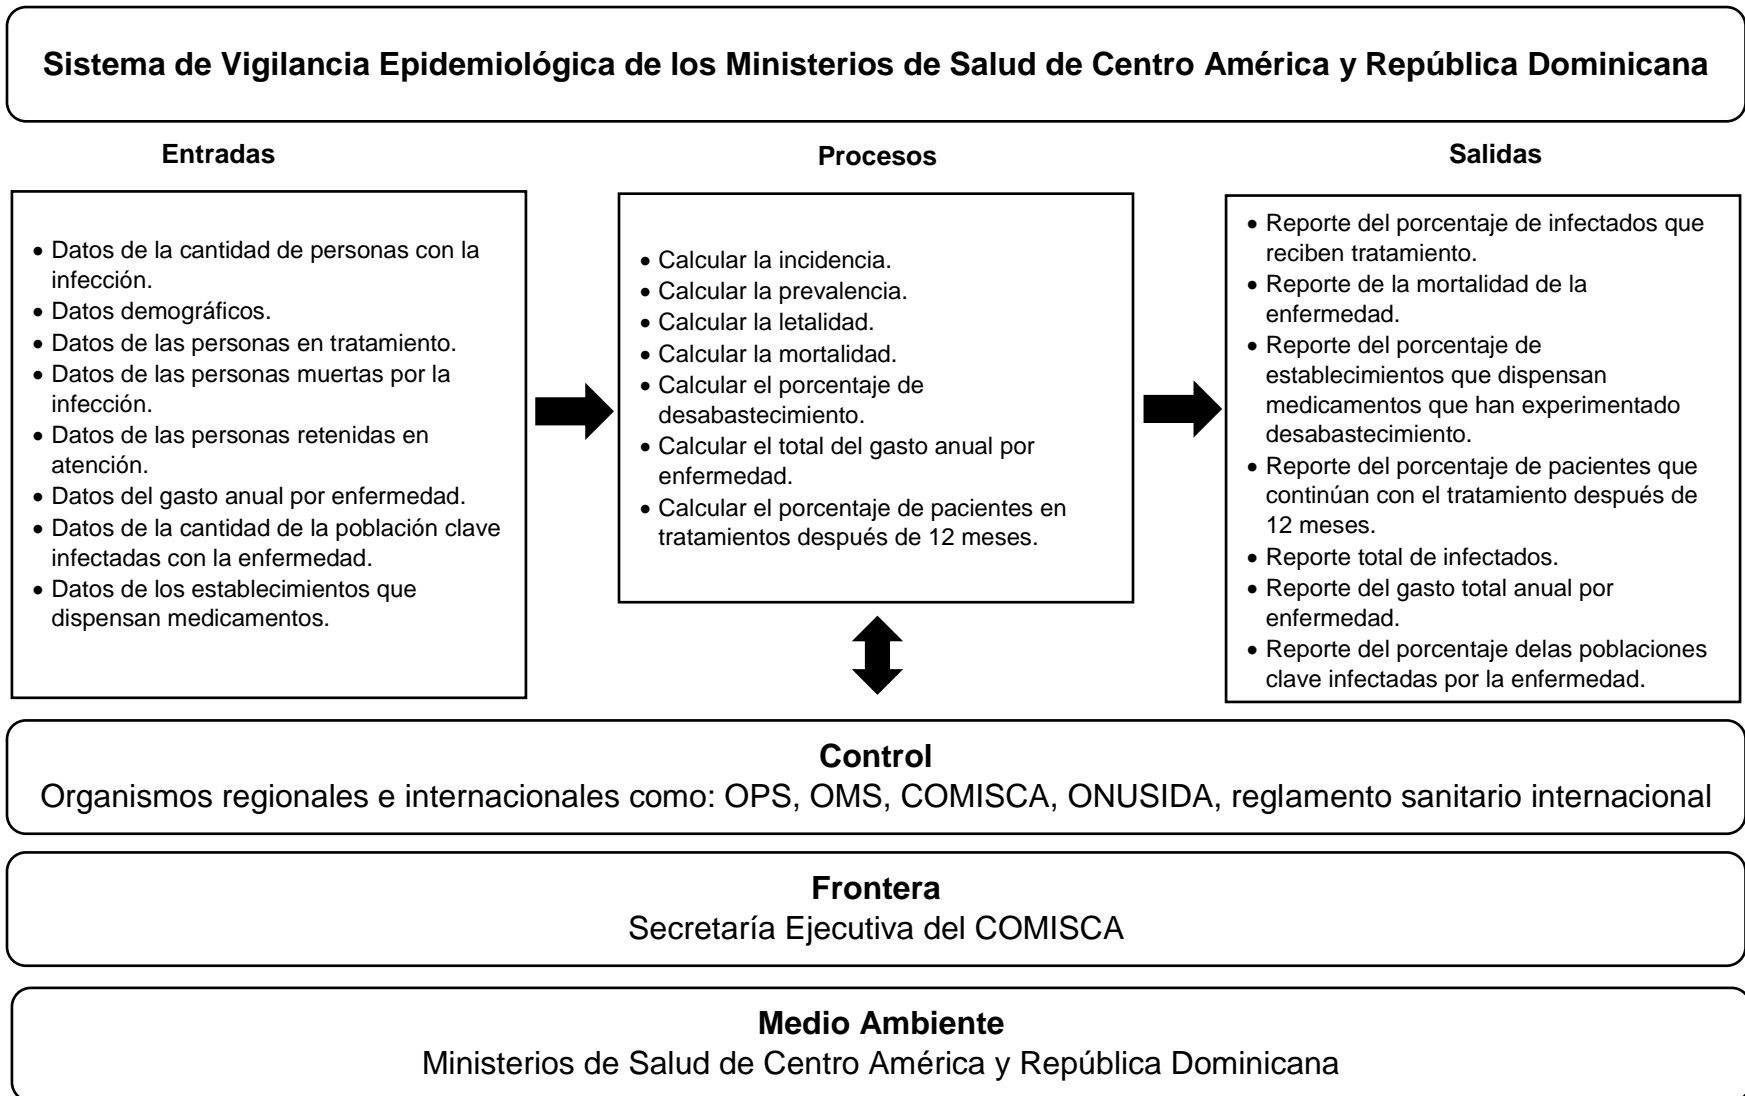 Sistema de Vigilancia Epidemiológica de los Ministerios de Salud de Centro América y República Dominicana
Entradas
• Datos de la cantidad de personas con la
infección.
• Datos demográficos.
• Datos de las personas en tratamiento.
• Datos de las personas muertas por la
infección.
• Datos de las personas retenidas en
atención.
• Datos del gasto anual por enfermedad.
• Datos de la cantidad de la población clave
infectadas con la enfermedad.
• Datos de los establecimientos que
dispensan medicamentos.
Procesos
• Calcular la incidencia.
• Calcular la prevalencia.
• Calcular la letalidad.
• Calcular la mortalidad.
• Calcular el porcentaje de
desabastecimiento.
• Calcular el total del gasto anual por
enfermedad.
• Calcular el porcentaje de pacientes en
tratamientos después de 12 meses.
Salidas
• Reporte del porcentaje de infectados que
reciben tratamiento.
• Reporte de la mortalidad de la
enfermedad.
• Reporte del porcentaje de
establecimientos que dispensan
medicamentos que han experimentado
desabastecimiento.
• Reporte del porcentaje de pacientes que
continúan con el tratamiento después de
12 meses.
• Reporte total de infectados.
• Reporte del gasto total anual por
enfermedad.
• Reporte del porcentaje delas poblaciones
clave infectadas por la enfermedad.
Control
Organismos regionales e internacionales como: OPS, OMS, COMISCA, ONUSIDA, reglamento sanitario internacional
Frontera
Secretaría Ejecutiva del COMISCA
Medio Ambiente
Ministerios de Salud de Centro América y República Dominicana